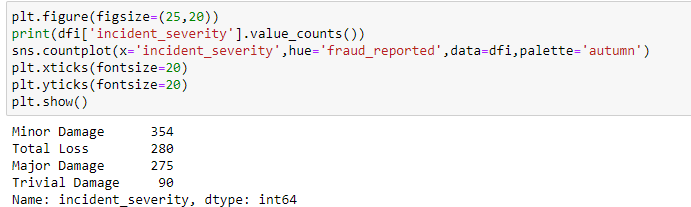 plt.figure(figsize=(25,20))
print(dfi['incident_severity'].value_counts())
sns.countplot(x='incident_severity',hue='fraud_reported',data=dfi,palette='autumn')
plt.xticks(fontsize=20)
plt.yticks(fontsize=20)
plt.show()
Minor Damage      354
Total Loss        280
Major Damage      275
Trivial Damage     90
Name: incident_severity, dtype: int64